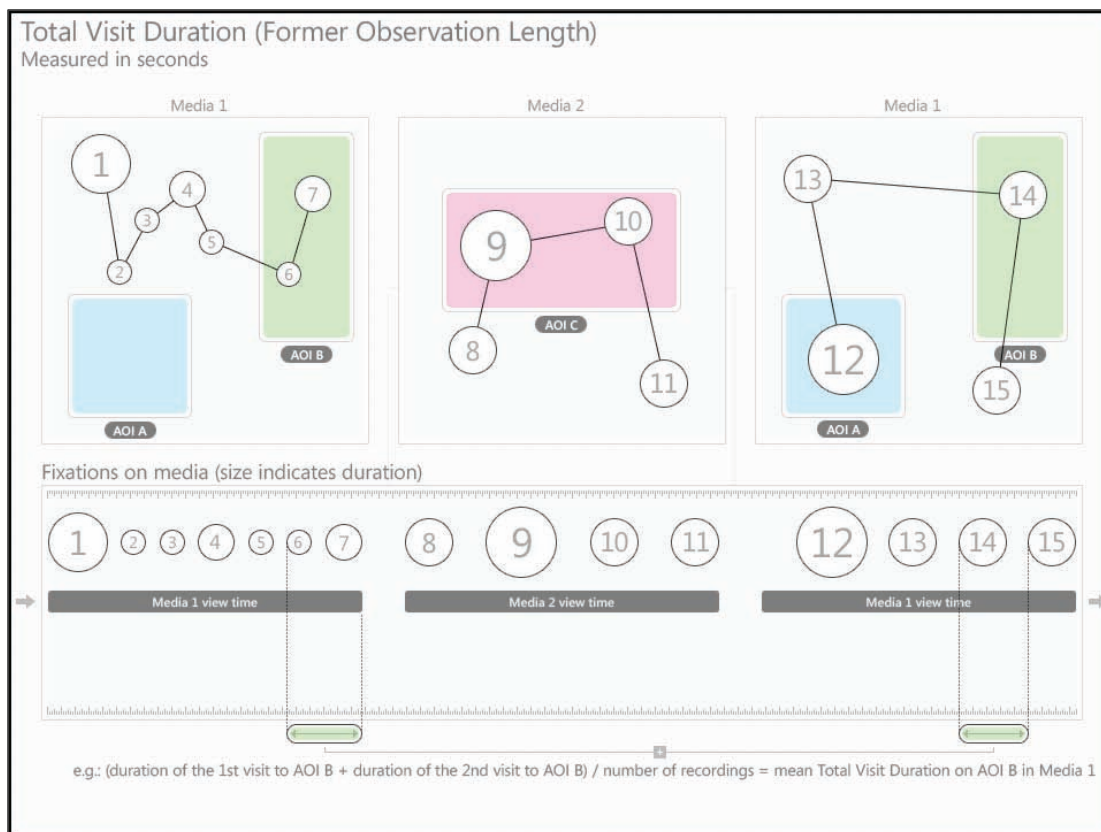 Total Visit Duration (Former Observation Length)
Measured in seconds
Media 1
Media 2
Media 1
1
2
3
4
5
6
7
AOI B
AOI A
9
10
AOI C
8
11
13
14
12
AOI B
15
AOI A
Fixations on media (size indicates duration)
1 2 3 4 5 6 7 8 9 10 11 12 13 14 15
Media 1 view time Media 2 view time Media 1 view time
+
e.g.: (duration of the 1st visit to AOI B + duration of the 2nd visit to AOI B) / number of recordings = mean Total Visit Duration on AOI B in Media 1